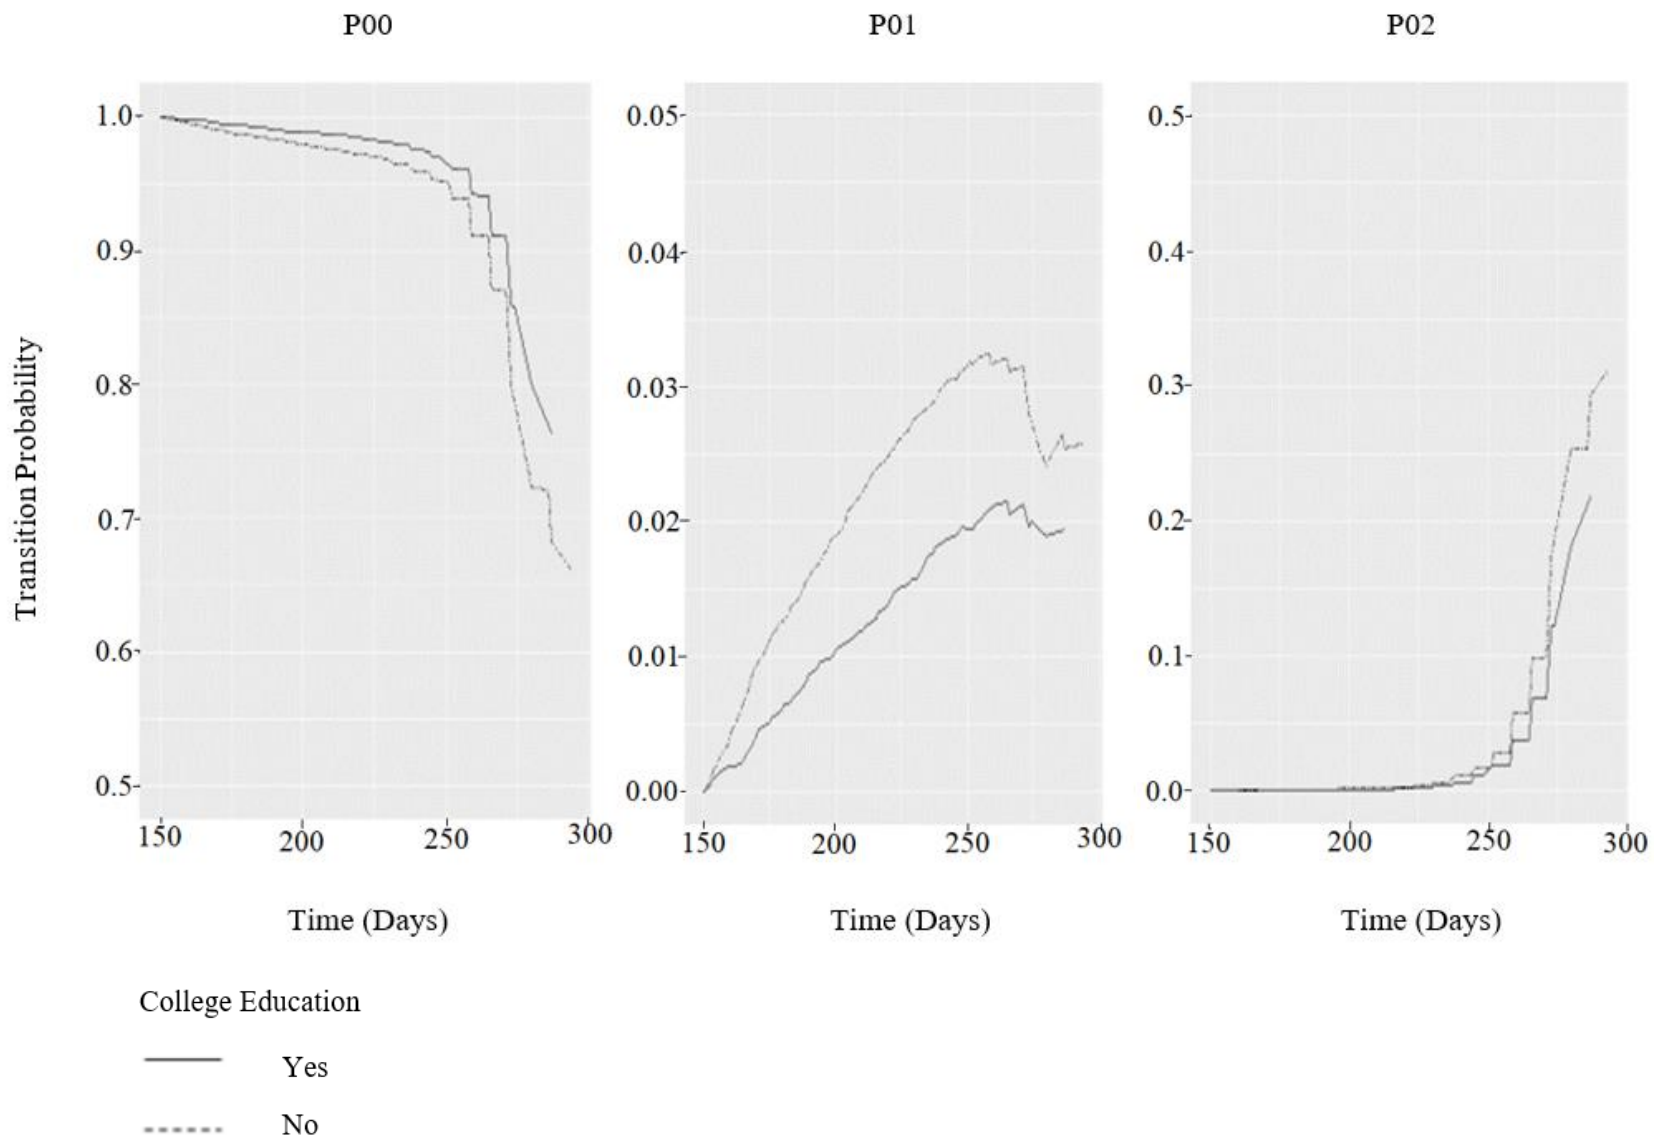 P00 P01 P02
Transition Probability
1.0 0.05 0.5
0.9 0.04 0.4
0.8 0.03 0.3
0.7 0.02 0.2
0.6 0.01 0.1
0.5 0.00 0.0
150 200 250 300 150 200 250 300 150 200 250 300
Time (Days) Time (Days) Time (Days)
College Education
Yes
No